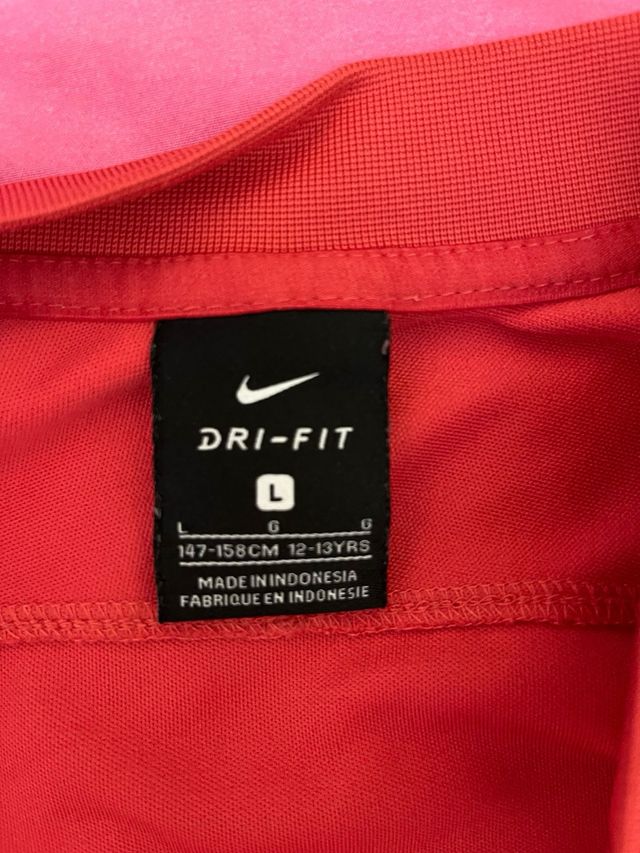 DRI-FIT
L
L G G
147-158CM 12-13YRS
MADE IN INDONESIA
FABRIQUE EN INDONESIE